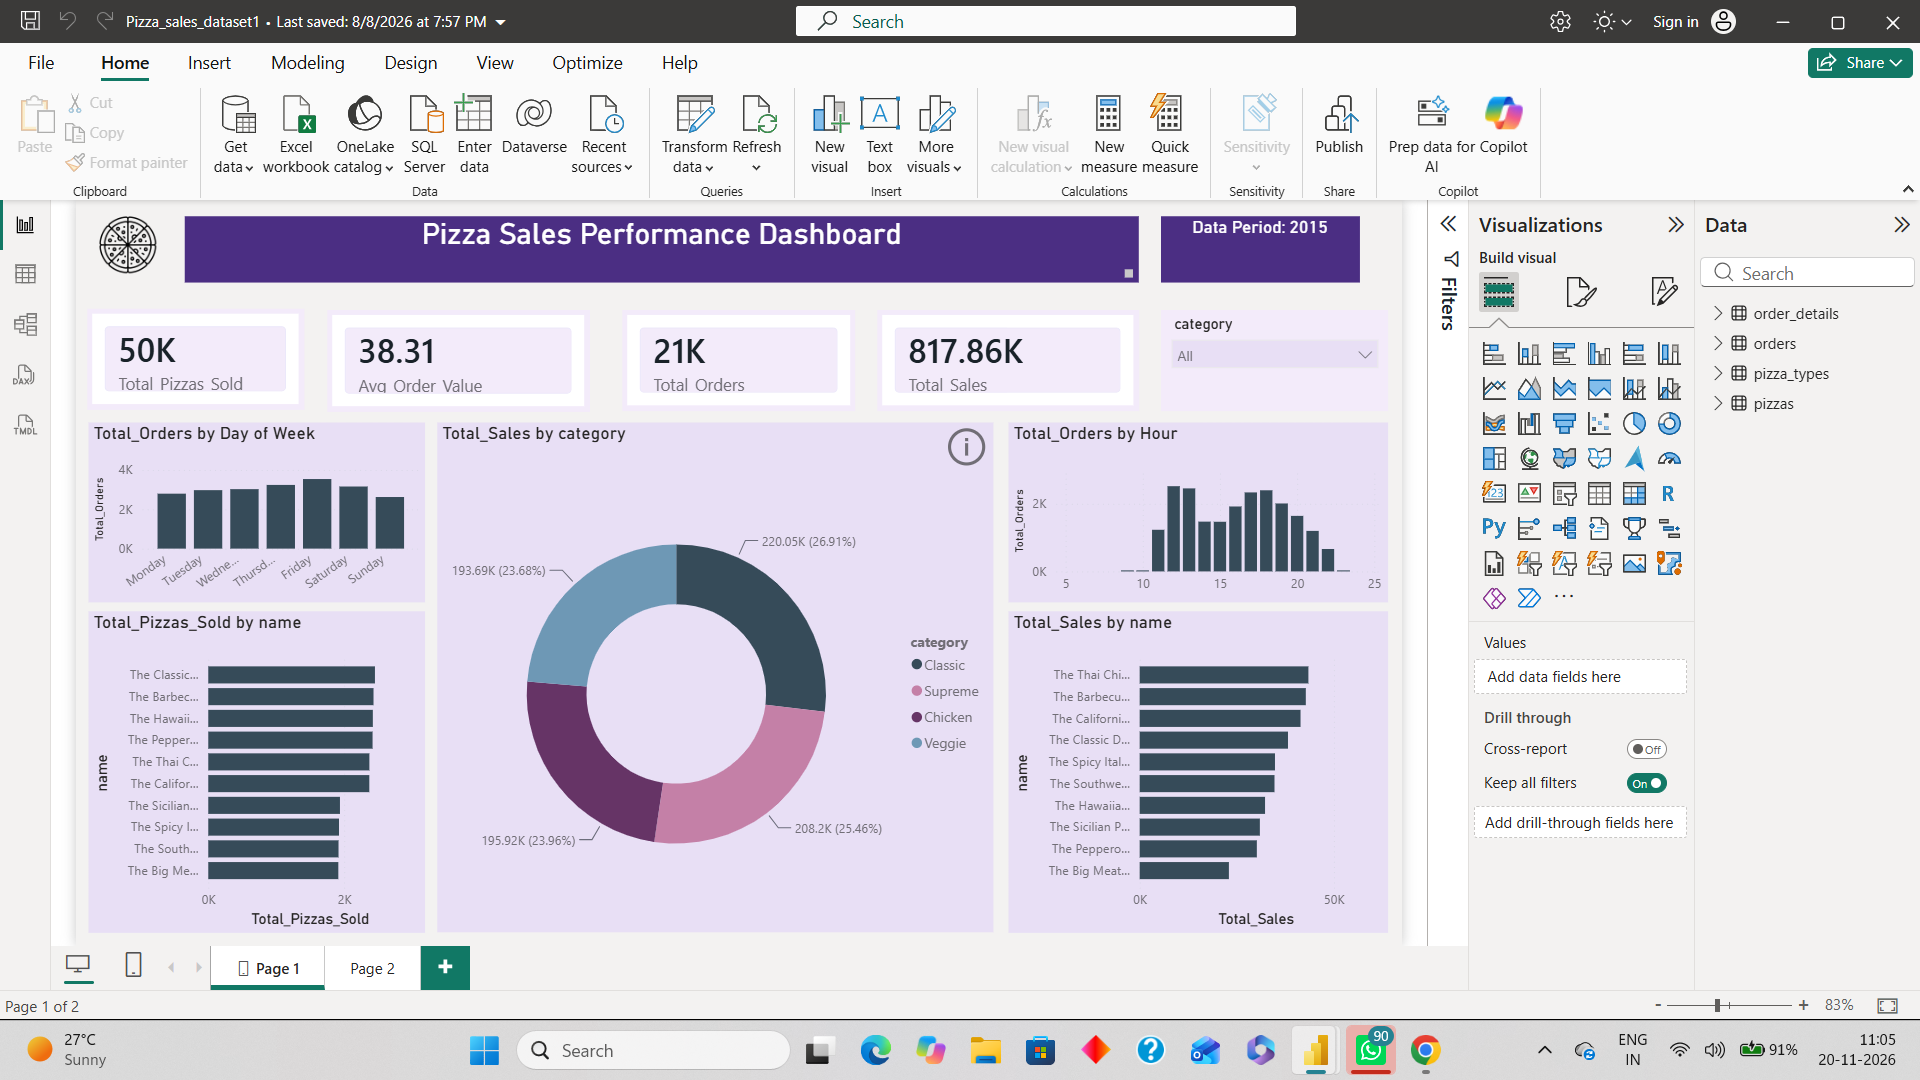 Pizza_sales_dataset1 • Last saved: 8/8/2026 at 7:57 PM
Search
Sign in
File
Home
Insert
Modeling
Design
View
Optimize
Help
Share
Paste
Cut
Copy
Format painter
Clipboard
Get data
Excel workbook
OneLake catalog
SQL Server
Enter data
Dataverse
Recent sources
Data
Transform data
Refresh
Queries
New visual
Text box
More visuals
Insert
New visual calculation
New measure
Quick measure
Calculations
Sensitivity
Sensitivity
Publish
Share
Prep data for AI
Copilot
Copilot
DAX
TMDL
Pizza Sales Performance Dashboard
Data Period: 2015
50K
Total Pizzas Sold
38.31
Avg Order Value
21K
Total Orders
817.86K
Total Sales
category
All
Total_Orders by Day of Week
Total_Orders
4K
2K
0K
Monday
Tuesday
Wedne...
Thursd...
Friday
Saturday
Sunday
Total_Sales by category
220.05K (26.91%)
193.69K (23.68%)
195.92K (23.96%)
208.2K (25.46%)
category
Classic
Supreme
Chicken
Veggie
Total_Orders by Hour
Total_Orders
2K
0K
5
10
15
20
25
Total_Pizzas_Sold by name
name
The Classic...
The Barbec...
The Hawaii...
The Pepper...
The Thai C...
The Califor...
The Sicilian...
The Spicy I...
The South...
The Big Me...
0K
2K
Total_Pizzas_Sold
Total_Sales by name
name
The Thai Chi...
The Barbecu...
The Californi...
The Classic D...
The Spicy Ital...
The Southwe...
The Hawaiia...
The Sicilian P...
The Peppero...
The Big Meat...
0K
50K
Total_Sales
Filters
Visualizations
Build visual
123
R
Py
...
Values
Add data fields here
Drill through
Cross-report
Off
Keep all filters
On
Add drill-through fields here
Data
Search
order_details
orders
pizza_types
pizzas
Page 1
Page 2
+
Page 1 of 2
- + 83%
27°C
Sunny
Search
90
ENG
IN
91%
11:05
20-11-2026